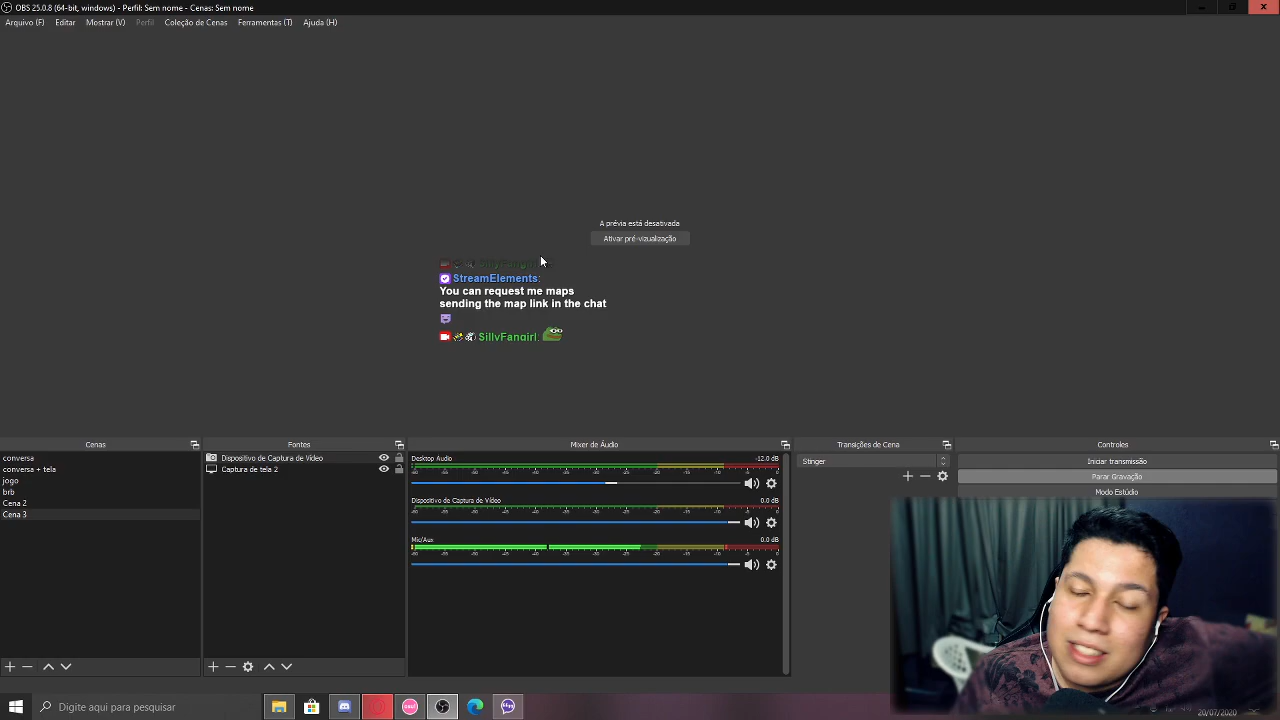 OBS 25.0.8 (64-bit, windows) - Perfil: Sem nome - Cenas: Sem nome
Arquivo (F) Editar Mostrar (V) Perfil Coleção de Cenas Ferramentas (T) Ajuda (H)
A prévia está desativada
Ativar pré-vizualização
StreamElements:
You can request me maps
sending the map link in the chat
SillyFangirl:
Cenas
conversa
conversa + tela
jogo
brb
Cena 2
Cena 3
Fontes
Dispositivo de Captura de Vídeo
Captura de tela 2
Mixer de Áudio
Desktop Audio -12.0 dB
Dispositivo de Captura de Vídeo 0.0 dB
Mic/Aux 0.0 dB
Transições de Cena
Stinger
Controles
Iniciar transmissão
Parar Gravação
Modo Estúdio
Digite aqui para pesquisar
osu!
20/07/2020